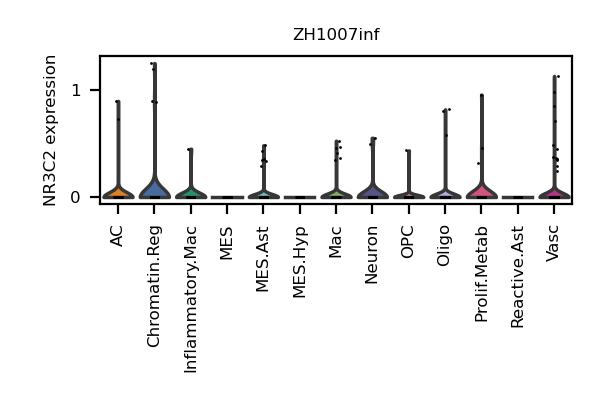 ZH1007inf
NR3C2 expression
1
0
AC
Chromatin.Reg
Inflammatory.Mac
MES
MES.Ast
MES.Hyp
Mac
Neuron
OPC
Oligo
Prolif.Metab
Reactive.Ast
Vasc